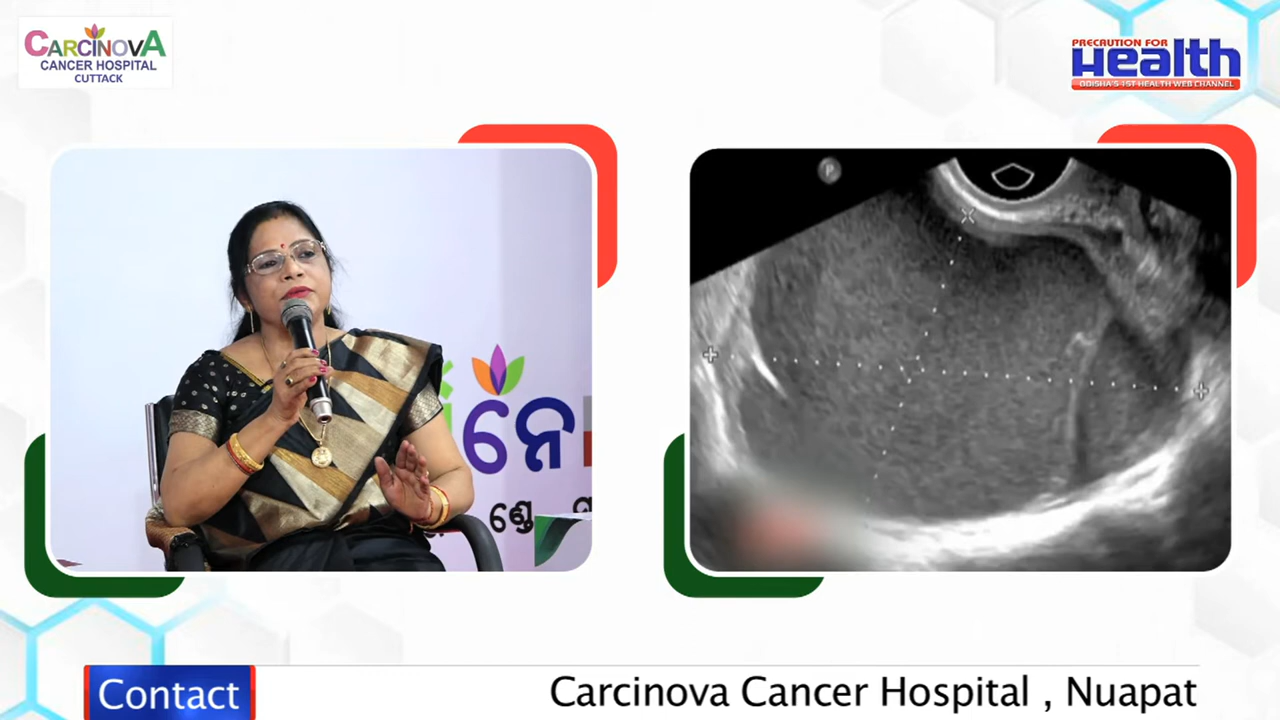 CARCINOVA
CANCER HOSPITAL
CUTTACK
PRECAUTION FOR
Health
ODISHA'S 1ST HEALTH WEB CHANNEL
P
ନେ
ଣ୍ଡେ
Contact
Carcinova Cancer Hospital , Nuapat